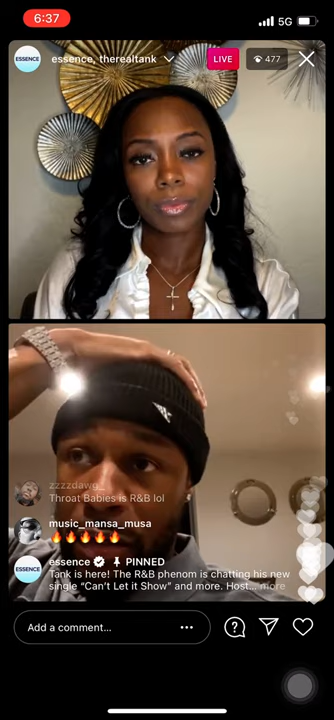 6:37
5G
ESSENCE
essence, therealtank
LIVE
477
zzzzdawg_
Throat Babies is R&B lol
music_mansa_musa
🔥🔥🔥🔥🔥
ESSENCE
essence PINNED
Tank is here! The R&B phenom is chatting his new
single “Can’t Let it Show” and more. Host... more
Add a comment...